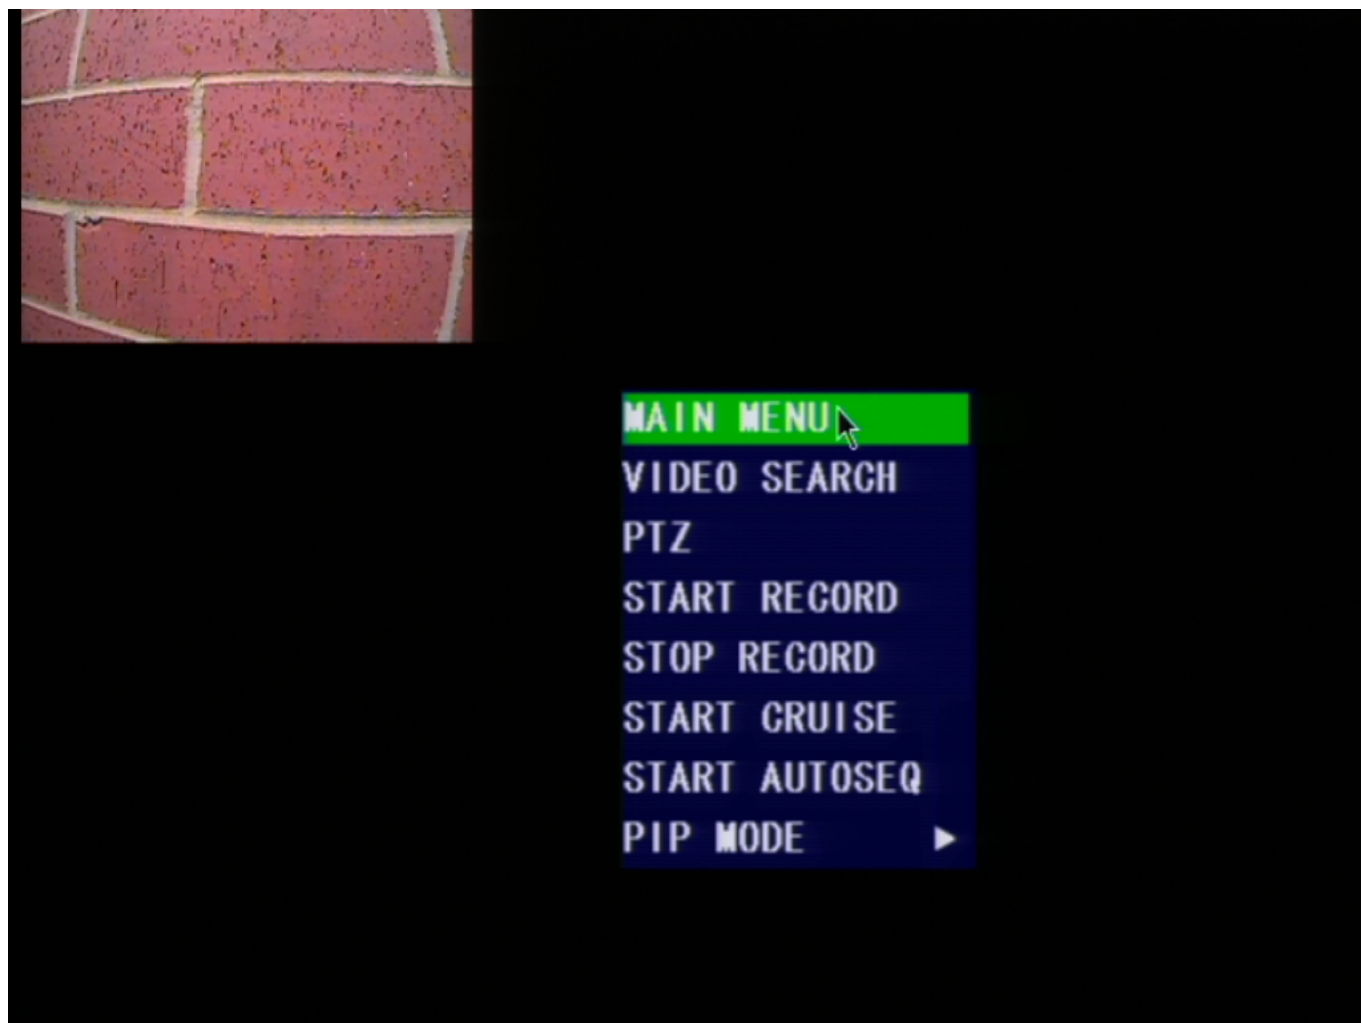 MAIN MENU
VIDEO SEARCH
PTZ
START RECORD
STOP RECORD
START CRUISE
START AUTOSEQ
PIP MODE